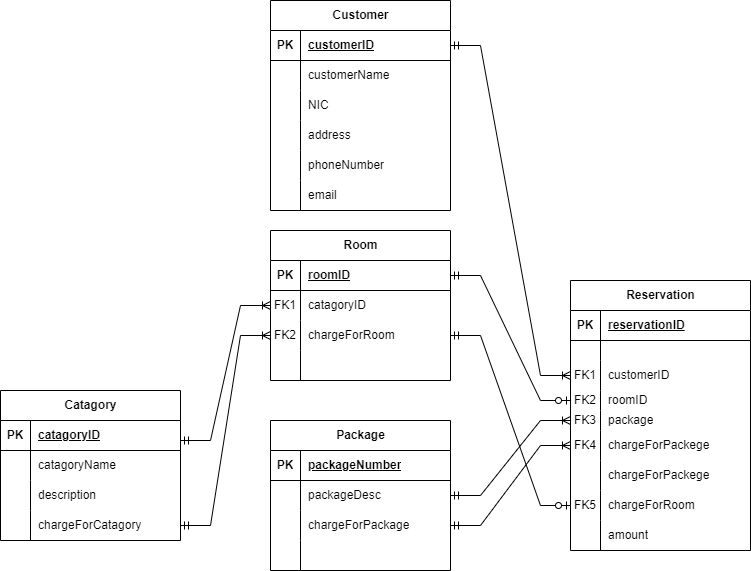 Customer
PK customerID
customerName
NIC
address
phoneNumber
email
Room
PK roomID
FK1 catagoryID
FK2 chargeForRoom
Catagory
PK catagoryID
catagoryName
description
chargeForCatagory
Package
PK packageNumber
packageDesc
chargeForPackage
Reservation
PK reservationID
FK1 customerID
FK2 roomID
FK3 package
FK4 chargeForPackege
chargeForPackege
FK5 chargeForRoom
amount